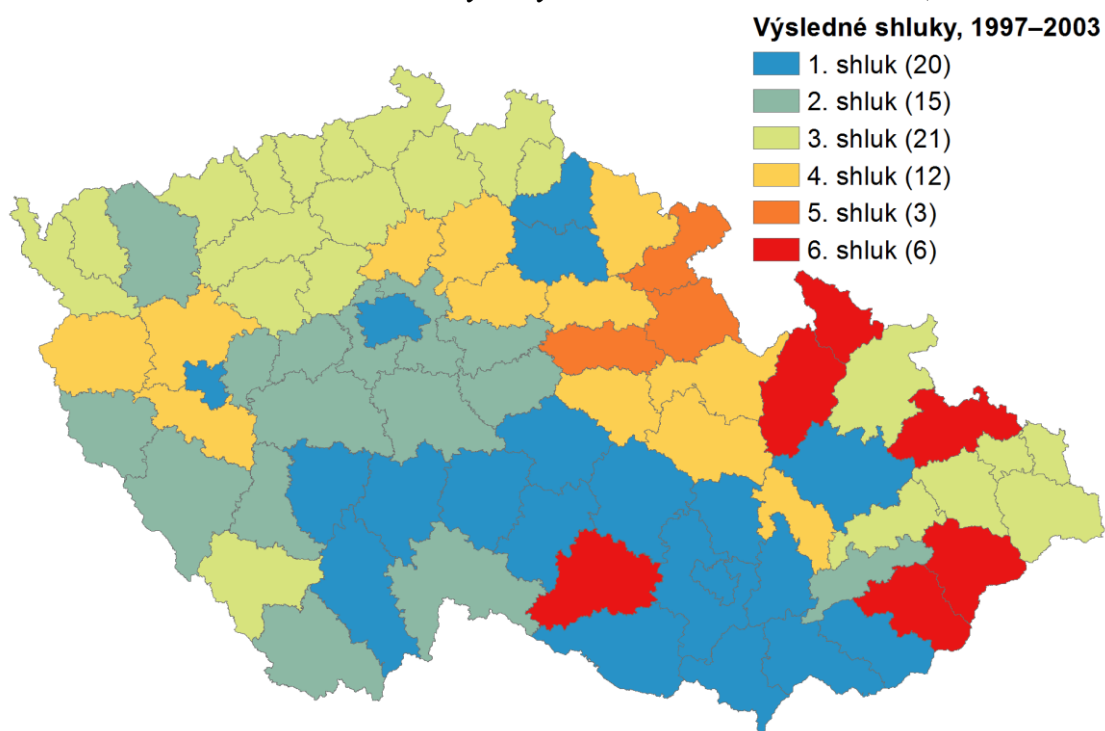 Výsledné shluky, 1997–2003
1. shluk (20)
2. shluk (15)
3. shluk (21)
4. shluk (12)
5. shluk (3)
6. shluk (6)